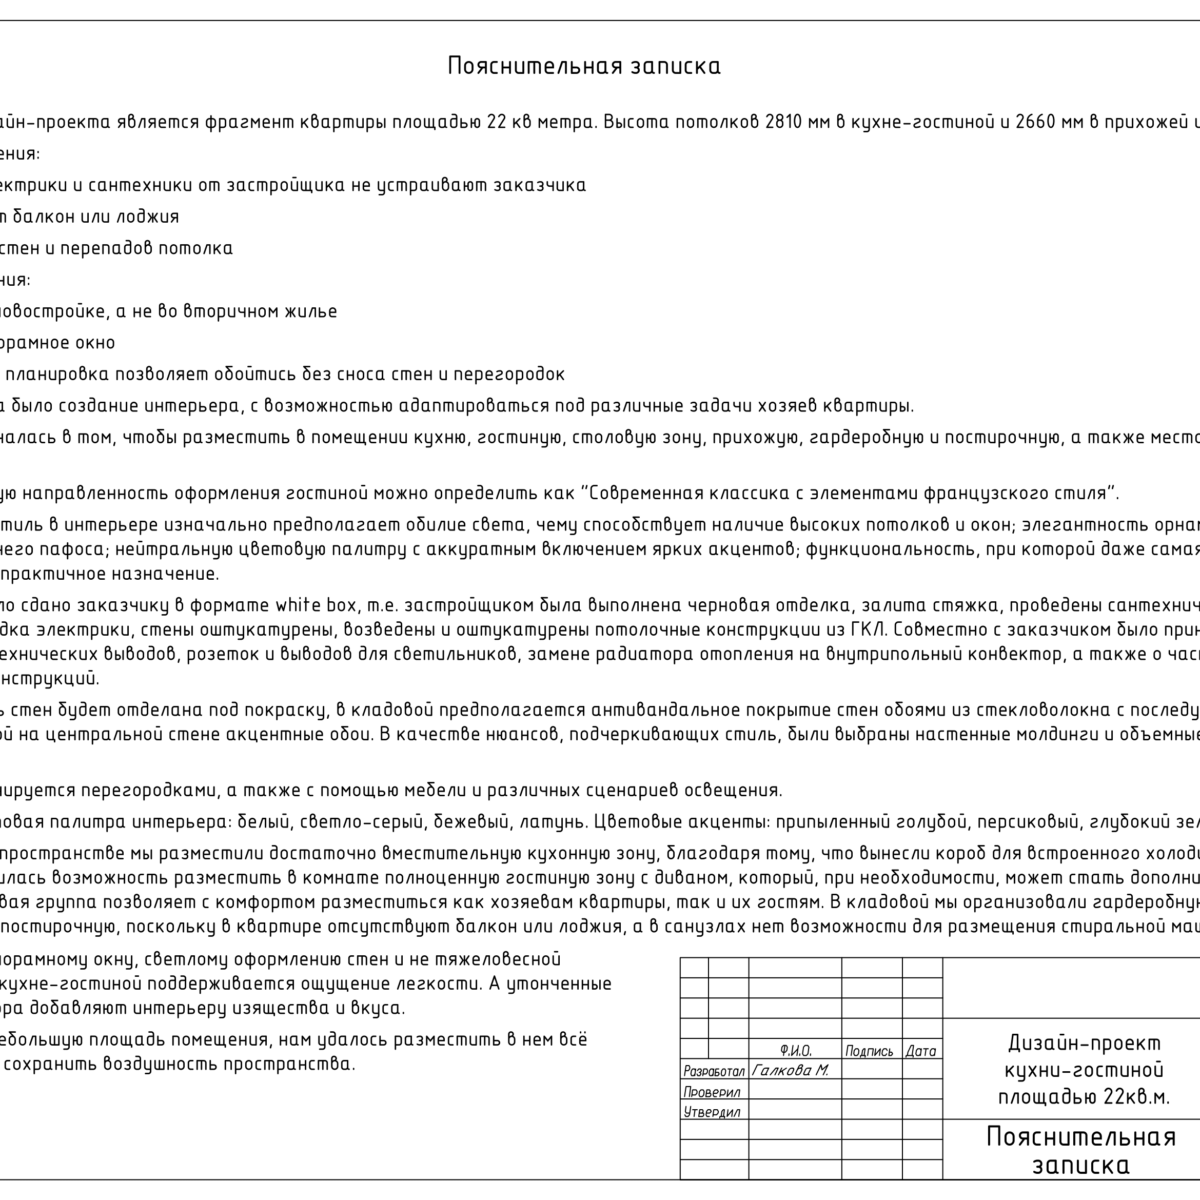 Пояснительная записка
айн-проекта является фрагмент квартиры площадью 22 кв метра. Высота потолков 2810 мм в кухне-гостиной и 2660 мм в прихожей и
ения:
ектрики и сантехники от застройщика не устраивают заказчика
т балкон или лоджия
стен и перепадов потолка
ния:
новостройке, а не во вторичном жилье
орамное окно
планировка позволяет обойтись без сноса стен и перегородок
а было создание интерьера, с возможностью адаптироваться под различные задачи хозяев квартиры.
чалась в том, чтобы разместить в помещении кухню, гостиную, столовую зону, прихожую, гардеробную и постирочную, а также место
ую направленность оформления гостиной можно определить как "Современная классика с элементами французского стиля".
тиль в интерьере изначально предполагает обилие света, чему способствует наличие высоких потолков и окон; элегантность орна
него пафоса; нейтральную цветовую палитру с аккуратным включением ярких акцентов; функциональность, при которой даже самая
практичное назначение.
ло сдано заказчику в формате white box, т.е. застройщиком была выполнена черновая отделка, залита стяжка, проведены сантехнич
дка электрики, стены оштукатурены, возведены и оштукатурены потолочные конструкции из ГКЛ. Совместно с заказчиком было прин
технических выводов, розеток и выводов для светильников, замене радиатора отопления на внутрипольный конвектор, а также о час
нструкций.
ь стен будет отделана под покраску, в кладовой предполагается антивандальное покрытие стен обоями из стекловолокна с последу
ой на центральной стене акцентные обои. В качестве нюансов, подчеркивающих стиль, были выбраны настенные молдинги и объемные
нируется перегородками, а также с помощью мебели и различных сценариев освещения.
товая палитра интерьера: белый, светло-серый, бежевый, латунь. Цветовые акценты: припыленный голубой, персиковый, глубокий зел
пространстве мы разместили достаточно вместительную кухонную зону, благодаря тому, что вынесли короб для встроенного холоди
илась возможность разместить в комнате полноценную гостиную зону с диваном, который, при необходимости, может стать дополни
вая группа позволяет с комфортом разместиться как хозяевам квартиры, так и их гостям. В кладовой мы организовали гардеробную
постирочную, поскольку в квартире отсутствуют балкон или лоджия, а в санузлах нет возможности для размещения стиральной маш
норамному окну, светлому оформлению стен и не тяжеловесной
кухне-гостиной поддерживается ощущение легкости. А утонченные
ора добавляют интерьеру изящества и вкуса.
небольшую площадь помещения, нам удалось разместить в нем всё
сохранить воздушность пространства.
Ф.И.О. Подпись Дата
Разработал Галкова М.
Проверил
Утвердил
Дизайн-проект
кухни-гостиной
площадью 22кв.м.
Пояснительная
записка